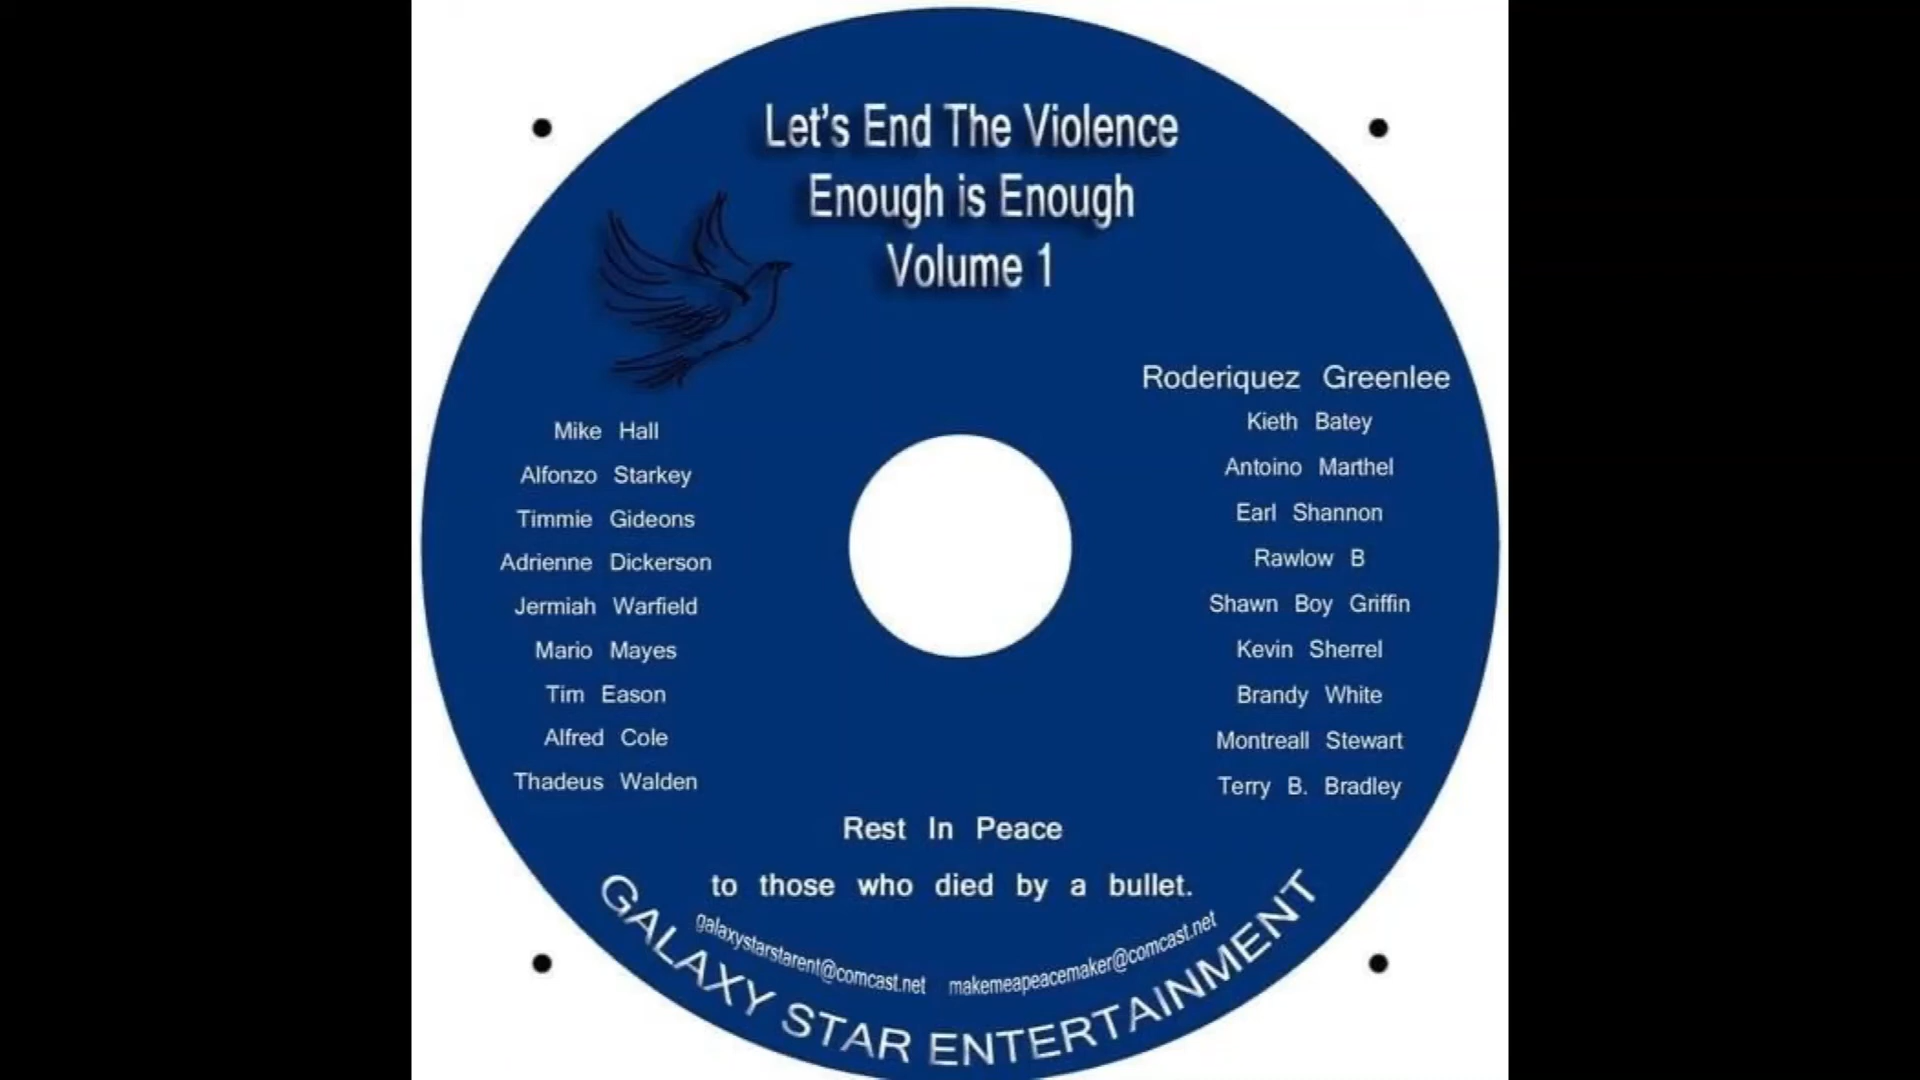 Let's End The Violence
Enough is Enough
Volume 1
Mike Hall
Alfonzo Starkey
Timmie Gideons
Adrienne Dickerson
Jermiah Warfield
Mario Mayes
Tim Eason
Alfred Cole
Thadeus Walden
Roderiquez Greenlee
Kieth Batey
Antoino Marthel
Earl Shannon
Rawlow B
Shawn Boy Griffin
Kevin Sherrel
Brandy White
Montreall Stewart
Terry B. Bradley
Rest In Peace
to those who died by a bullet.
galaxystarstarent@comcast.net makemeapeacemaker@comcast.net
GALAXY STAR ENTERTAINMENT